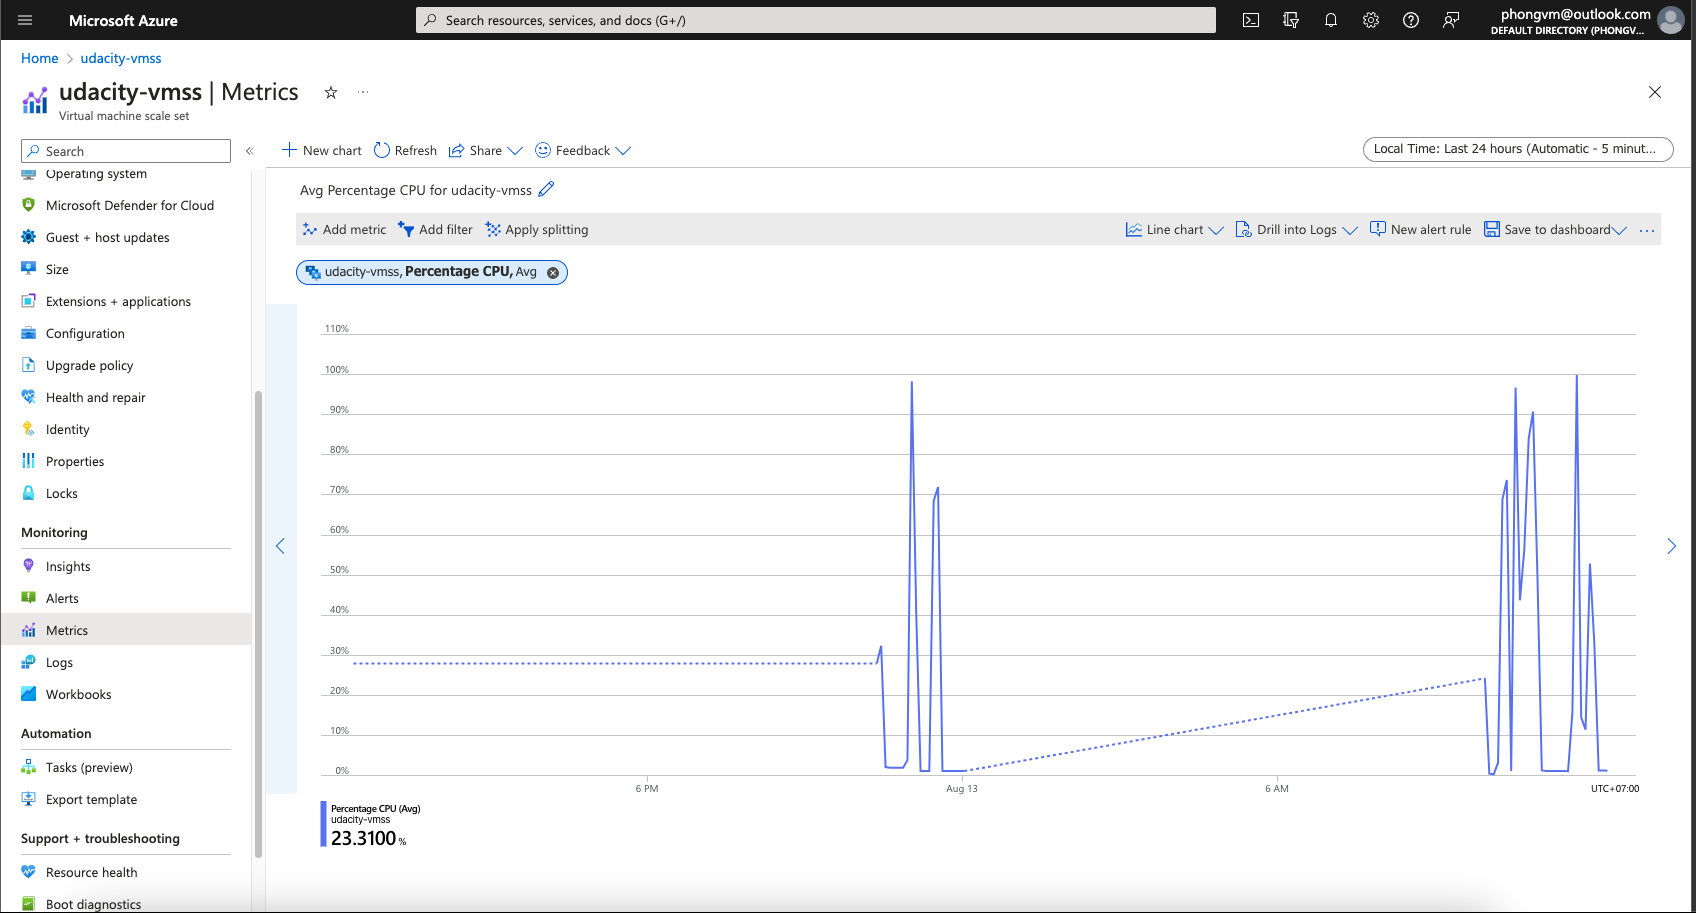 Microsoft Azure
Search resources, services, and docs (G+/)
phongvm@outlook.com
DEFAULT DIRECTORY (PHONGV...
Home > udacity-vmss
udacity-vmss | Metrics
Virtual machine scale set
Search
Operating system
Microsoft Defender for Cloud
Guest + host updates
Size
Extensions + applications
Configuration
Upgrade policy
Health and repair
Identity
Properties
Locks
Monitoring
Insights
Alerts
Metrics
Logs
Workbooks
Automation
Tasks (preview)
Export template
Support + troubleshooting
Resource health
Boot diagnostics
New chart Refresh Share Feedback
Local Time: Last 24 hours (Automatic - 5 minut...
Avg Percentage CPU for udacity-vmss
Add metric Add filter Apply splitting Line chart Drill into Logs New alert rule Save to dashboard
udacity-vmss, Percentage CPU, Avg
110%
100%
90%
80%
70%
60%
50%
40%
30%
20%
10%
0%
6 PM Aug 13 6 AM UTC+07:00
Percentage CPU (Avg)
udacity-vmss
23.3100 %